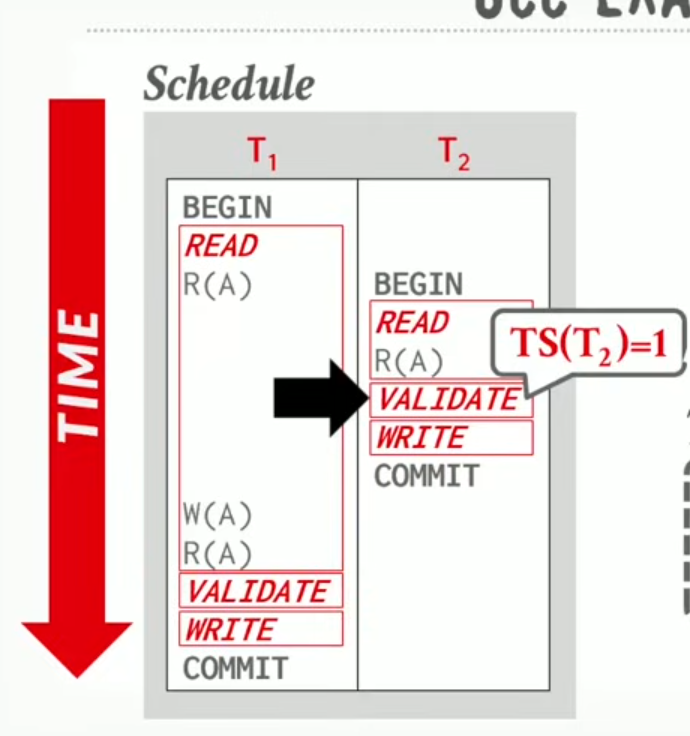 Schedule
TIME
T₁ T₂
BEGIN
READ
R(A) BEGIN
READ
TS(T₂)=1
R(A)
VALIDATE
WRITE
COMMIT
W(A)
R(A)
VALIDATE
WRITE
COMMIT